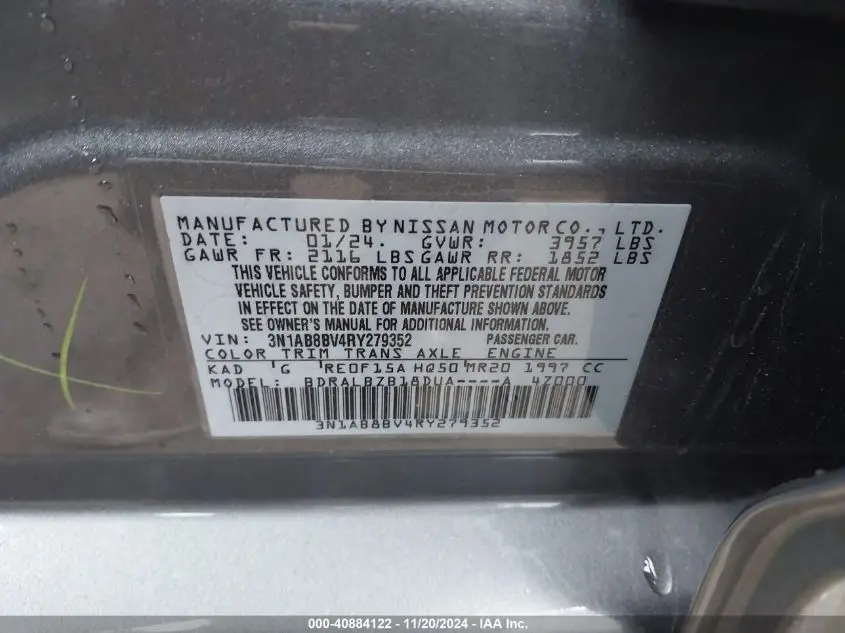 MANUFACTURED BY NISSAN MOTOR CO., LTD.
DATE: 01/24. GVWR: 3957 LBS
GAWR FR: 2116 LBS GAWR RR: 1852 LBS
THIS VEHICLE CONFORMS TO ALL APPLICABLE FEDERAL MOTOR
VEHICLE SAFETY, BUMPER AND THEFT PREVENTION STANDARDS
IN EFFECT ON THE DATE OF MANUFACTURE SHOWN ABOVE.
SEE OWNER'S MANUAL FOR ADDITIONAL INFORMATION.
VIN: 3N1AB8BV4RY279352 PASSENGER CAR.
COLOR TRIM TRANS AXLE ENGINE
KAD G RE0F15A HQ50 MR20 1997 CC
MODEL: BDRALBZB18DUA----A 47000
3N1AB8BV4RY279352
000-40884122 - 11/20/2024 - IAA Inc.